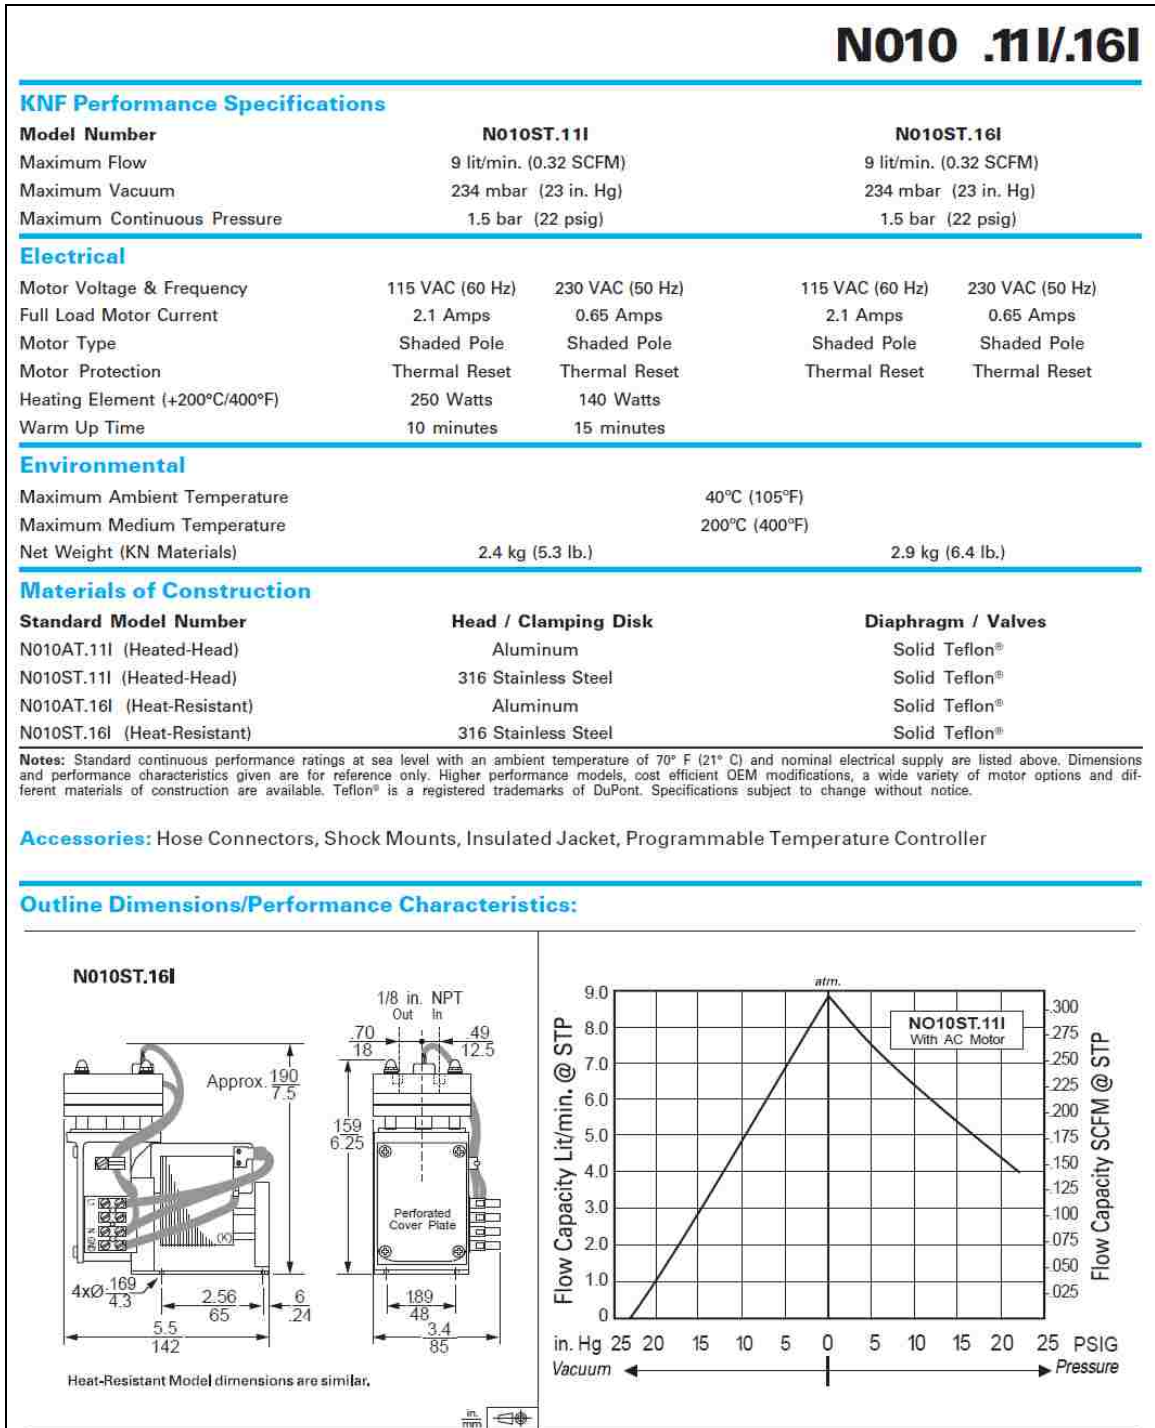 N010 .11I/.16I
KNF Performance Specifications
Model Number N010ST.11I N010ST.16I
Maximum Flow 9 lit/min. (0.32 SCFM) 9 lit/min. (0.32 SCFM)
Maximum Vacuum 234 mbar (23 in. Hg) 234 mbar (23 in. Hg)
Maximum Continuous Pressure 1.5 bar (22 psig) 1.5 bar (22 psig)
Electrical
Motor Voltage & Frequency 115 VAC (60 Hz) 230 VAC (50 Hz) 115 VAC (60 Hz) 230 VAC (50 Hz)
Full Load Motor Current 2.1 Amps 0.65 Amps 2.1 Amps 0.65 Amps
Motor Type Shaded Pole Shaded Pole Shaded Pole Shaded Pole
Motor Protection Thermal Reset Thermal Reset Thermal Reset Thermal Reset
Heating Element (+200°C/400°F) 250 Watts 140 Watts
Warm Up Time 10 minutes 15 minutes
Environmental
Maximum Ambient Temperature 40°C (105°F)
Maximum Medium Temperature 200°C (400°F)
Net Weight (KN Materials) 2.4 kg (5.3 lb.) 2.9 kg (6.4 lb.)
Materials of Construction
Standard Model Number Head / Clamping Disk Diaphragm / Valves
N010AT.11I (Heated-Head) Aluminum Solid Teflon®
N010ST.11I (Heated-Head) 316 Stainless Steel Solid Teflon®
N010AT.16I (Heat-Resistant) Aluminum Solid Teflon®
N010ST.16I (Heat-Resistant) 316 Stainless Steel Solid Teflon®
Notes: Standard continuous performance ratings at sea level with an ambient temperature of 70° F (21° C) and nominal electrical supply are listed above. Dimensions
and performance characteristics given are for reference only. Higher performance models, cost efficient OEM modifications, a wide variety of motor options and dif-
ferent materials of construction are available. Teflon® is a registered trademarks of DuPont. Specifications subject to change without notice.
Accessories: Hose Connectors, Shock Mounts, Insulated Jacket, Programmable Temperature Controller
Outline Dimensions/Performance Characteristics:
N010ST.16I
1/8 in. NPT
Out In
.70
18
.49
12.5
Approx. 190
7.5
159
6.25
L1
N
GND
(K)
Perforated
Cover Plate
4xØ .169
4.3
2.56
65
6
.24
5.5
142
1.89
48
3.4
85
Heat-Resistant Model dimensions are similar.
in.
mm
atm.
NO10ST.11I
With AC Motor
Flow Capacity Lit/min. @ STP
9.0
8.0
7.0
6.0
5.0
4.0
3.0
2.0
1.0
0
.300
.275
.250
.225
.200
.175
.150
.125
.100
.075
.050
.025
Flow Capacity SCFM @ STP
in. Hg 25 20 15 10 5 0 5 10 15 20 25 PSIG
Vacuum Pressure